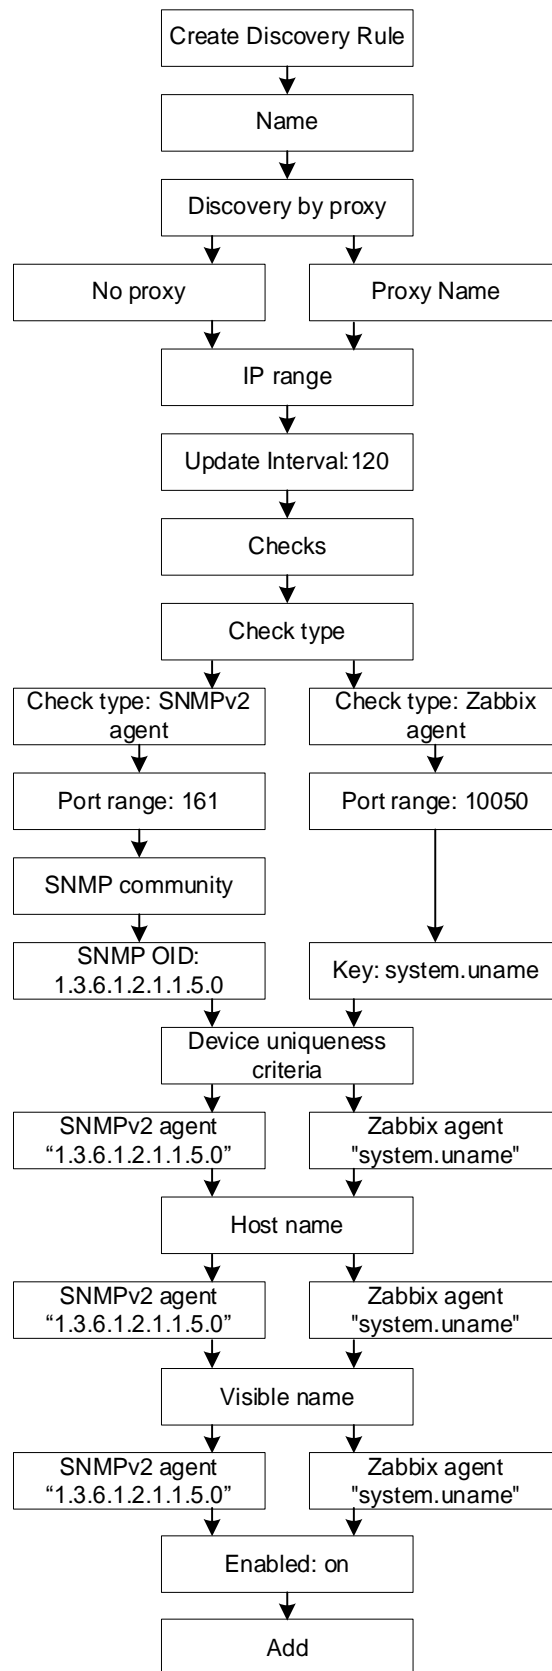 Create Discovery Rule
Name
Discovery by proxy
No proxy
Proxy Name
IP range
Update Interval:120
Checks
Check type
Check type: SNMPv2
agent
Check type: Zabbix
agent
Port range: 161
Port range: 10050
SNMP community
SNMP OID:
1.3.6.1.2.1.1.5.0
Key: system.uname
Device uniqueness
criteria
SNMPv2 agent
“1.3.6.1.2.1.1.5.0”
Zabbix agent
"system.uname"
Host name
SNMPv2 agent
“1.3.6.1.2.1.1.5.0”
Zabbix agent
"system.uname"
Visible name
SNMPv2 agent
“1.3.6.1.2.1.1.5.0”
Zabbix agent
"system.uname"
Enabled: on
Add